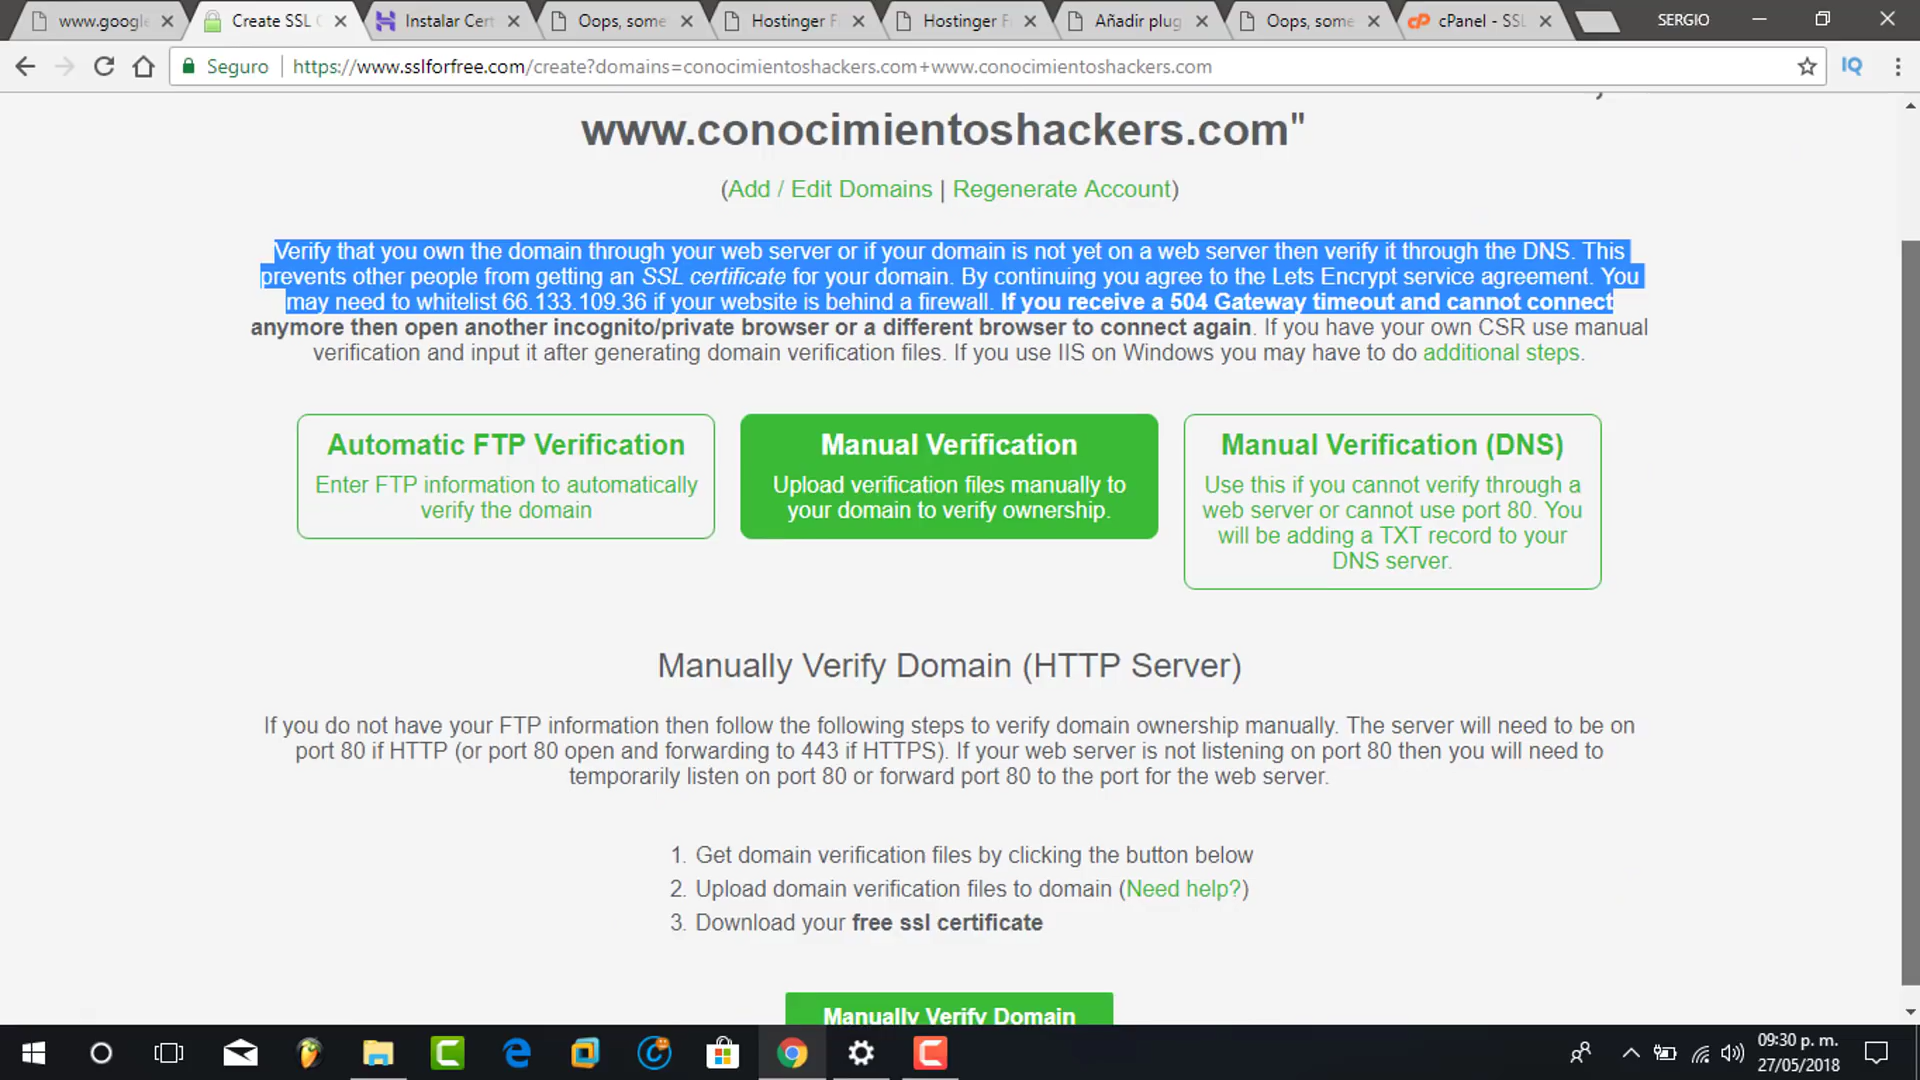 www.google
Create SSL C
Instalar Cert
Oops, some
Hostinger F
Hostinger F
Añadir plug
Oops, some
cP cPanel - SSL
SERGIO
Seguro
https://www.sslforfree.com/create?domains=conocimientoshackers.com+www.conocimientoshackers.com
IQ
www.conocimientoshackers.com"
(Add / Edit Domains | Regenerate Account)
Verify that you own the domain through your web server or if your domain is not yet on a web server then verify it through the DNS. This
prevents other people from getting an SSL certificate for your domain. By continuing you agree to the Lets Encrypt service agreement. You
may need to whitelist 66.133.109.36 if your website is behind a firewall. If you receive a 504 Gateway timeout and cannot connect
anymore then open another incognito/private browser or a different browser to connect again. If you have your own CSR use manual
verification and input it after generating domain verification files. If you use IIS on Windows you may have to do additional steps.
Automatic FTP Verification
Enter FTP information to automatically
verify the domain
Manual Verification
Upload verification files manually to
your domain to verify ownership.
Manual Verification (DNS)
Use this if you cannot verify through a
web server or cannot use port 80. You
will be adding a TXT record to your
DNS server.
Manually Verify Domain (HTTP Server)
If you do not have your FTP information then follow the following steps to verify domain ownership manually. The server will need to be on
port 80 if HTTP (or port 80 open and forwarding to 443 if HTTPS). If your web server is not listening on port 80 then you will need to
temporarily listen on port 80 or forward port 80 to the port for the web server.
1. Get domain verification files by clicking the button below
2. Upload domain verification files to domain (Need help?)
3. Download your free ssl certificate
Manually Verify Domain
09:30 p. m.
27/05/2018